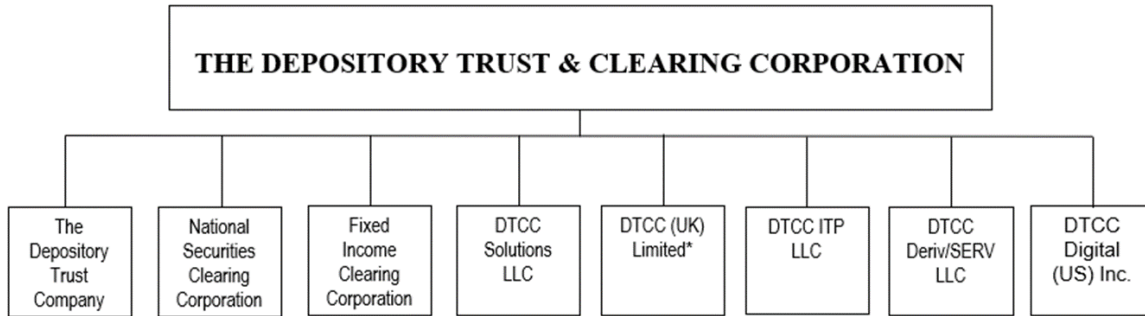 THE DEPOSITORY TRUST & CLEARING CORPORATION
The
Depository
Trust
Company
National
Securities
Clearing
Corporation
Fixed
Income
Clearing
Corporation
DTCC
Solutions
LLC
DTCC (UK)
Limited*
DTCC ITP
LLC
DTCC
Deriv/SERV
LLC
DTCC
Digital
(US) Inc.